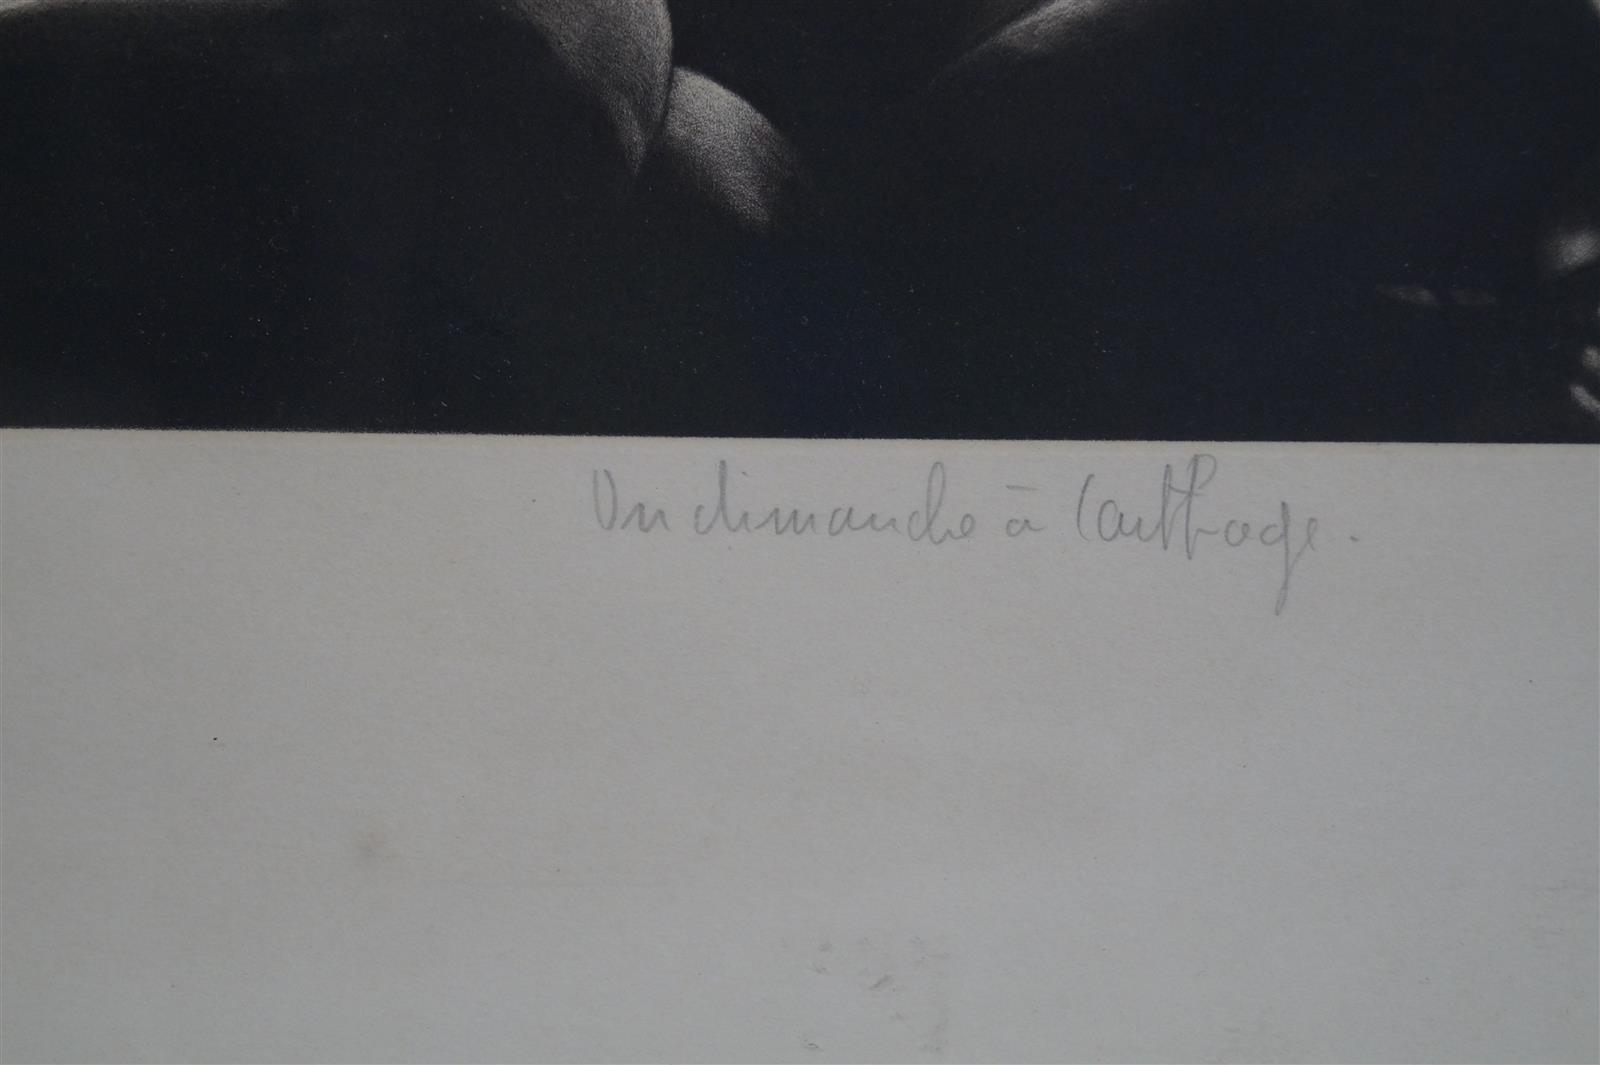 Un dimanche à Carthage.